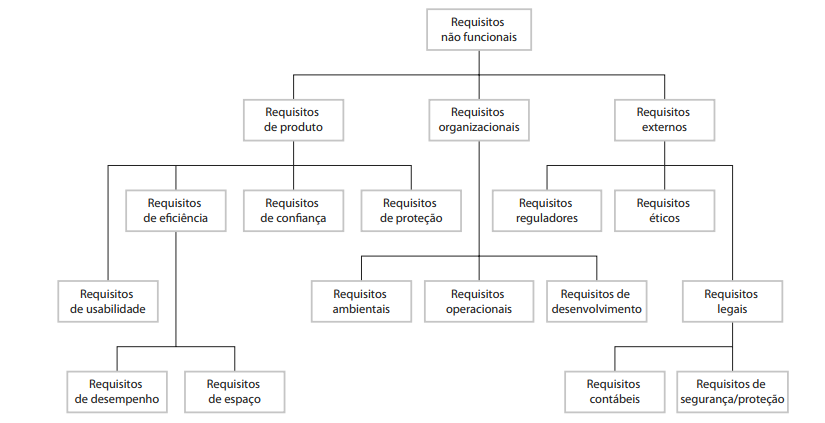 Requisitos
não funcionais
Requisitos
de produto
Requisitos
organizacionais
Requisitos
externos
Requisitos
de eficiência
Requisitos
de confiança
Requisitos
de proteção
Requisitos
reguladores
Requisitos
éticos
Requisitos
de usabilidade
Requisitos
ambientais
Requisitos
operacionais
Requisitos de
desenvolvimento
Requisitos
legais
Requisitos
de desempenho
Requisitos
de espaço
Requisitos
contábeis
Requisitos de
segurança/proteção